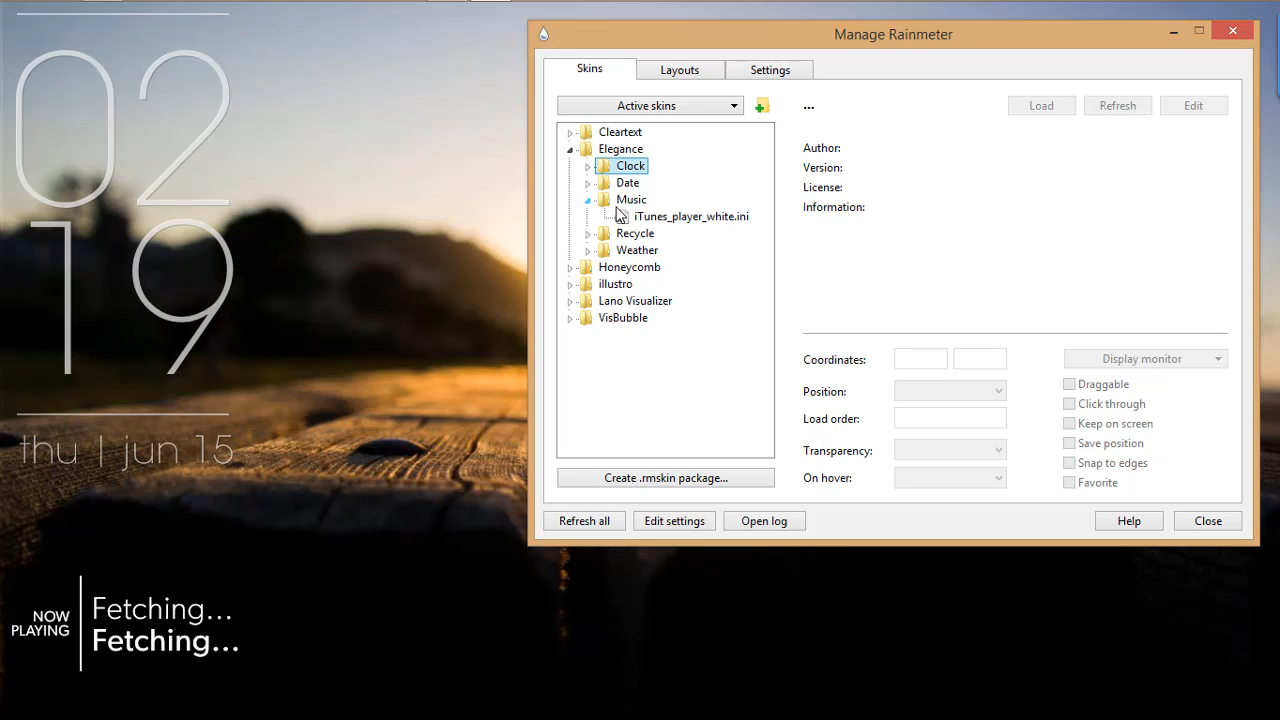 02
19
thu | jun 15
NOW
PLAYING
Fetching...
Fetching...
Manage Rainmeter
Skins
Layouts
Settings
Active skins
Cleartext
Elegance
Clock
Date
Music
iTunes_player_white.ini
Recycle
Weather
Honeycomb
illustro
Lano Visualizer
VisBubble
Create .rmskin package...
...
Load
Refresh
Edit
Author:
Version:
License:
Information:
Coordinates:
Display monitor
Position:
Load order:
Transparency:
On hover:
Draggable
Click through
Keep on screen
Save position
Snap to edges
Favorite
Refresh all
Edit settings
Open log
Help
Close